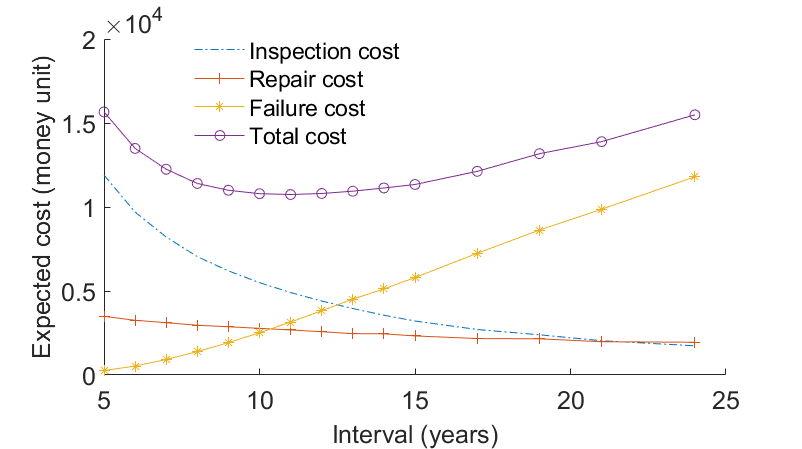 ×10⁴
2
1.5
1
0.5
0
5
10
15
20
25
Expected cost (money unit)
Interval (years)
Inspection cost
Repair cost
Failure cost
Total cost